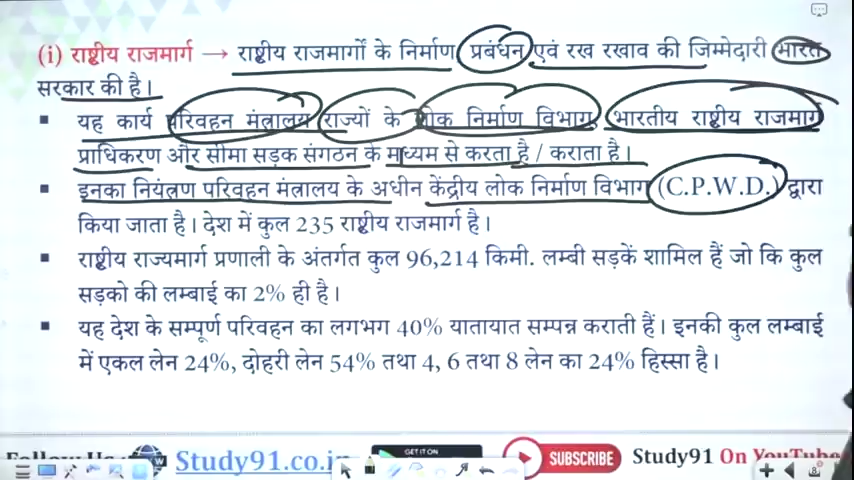 (i) राष्ट्रीय राजमार्ग → राष्ट्रीय राजमार्गों के निर्माण प्रबंधन एवं रख रखाव की जिम्मेदारी भारत
सरकार की है।
▪ यह कार्य परिवहन मंत्रालय राज्यों के लोक निर्माण विभाग, भारतीय राष्ट्रीय राजमार्ग
प्राधिकरण और सीमा सड़क संगठन के माध्यम से करता है / कराता है।
▪ इनका नियंत्रण परिवहन मंत्रालय के अधीन केंद्रीय लोक निर्माण विभाग (C.P.W.D.) द्वारा
किया जाता है। देश में कुल 235 राष्ट्रीय राजमार्ग है।
▪ राष्ट्रीय राज्यमार्ग प्रणाली के अंतर्गत कुल 96,214 किमी. लम्बी सड़कें शामिल हैं जो कि कुल
सड़को की लम्बाई का 2% ही है।
▪ यह देश के सम्पूर्ण परिवहन का लगभग 40% यातायात सम्पन्न कराती हैं। इनकी कुल लम्बाई
में एकल लेन 24%, दोहरी लेन 54% तथा 4, 6 तथा 8 लेन का 24% हिस्सा है।
Study91.co.in GET IT ON SUBSCRIBE Study91 On YouTube